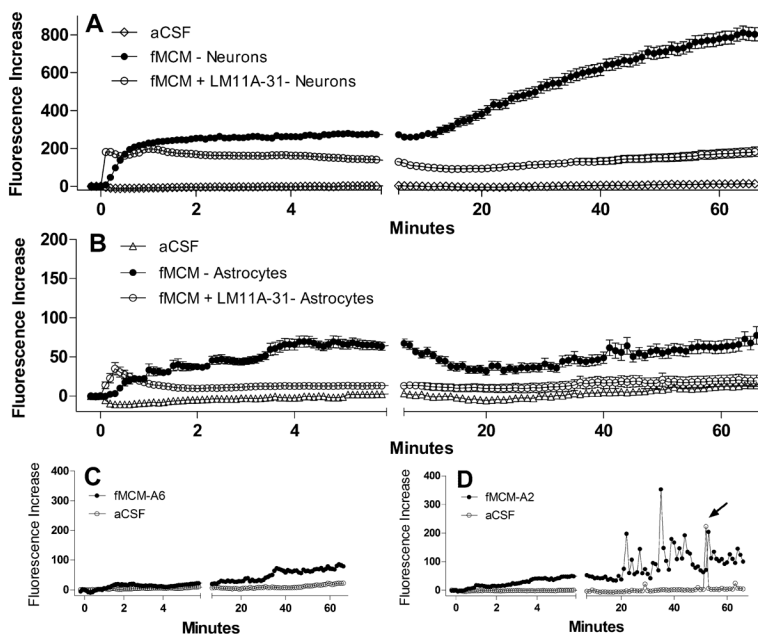 A
aCSF
fMCM - Neurons
fMCM + LM11A-31- Neurons
Fluorescence Increase
800
600
400
200
0
0 2 4 20 40 60
Minutes
B
aCSF
fMCM - Astrocytes
fMCM + LM11A-31- Astrocytes
Fluorescence Increase
200
150
100
50
0
0 2 4 20 40 60
Minutes
C
fMCM-A6
aCSF
Fluorescence Increase
400
300
200
100
0
0 2 4 20 40 60
Minutes
D
fMCM-A2
aCSF
Fluorescence Increase
400
300
200
100
0
0 2 4 20 40 60
Minutes